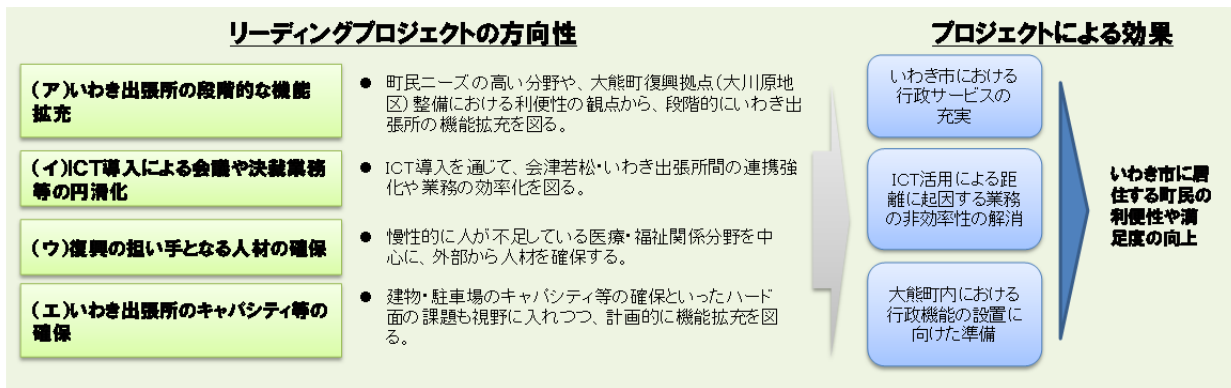 リーディングプロジェクトの方向性
(ア)いわき出張所の段階的な機能
拡充
● 町民ニーズの高い分野や、大熊町復興拠点(大川原地
区)整備における利便性の観点から、段階的にいわき出
張所の機能拡充を図る。
(イ)ICT導入による会議や決裁業務
等の円滑化
● ICT導入を通じて、会津若松・いわき出張所間の連携強
化や業務の効率化を図る。
(ウ)復興の担い手となる人材の確保
● 慢性的に人が不足している医療・福祉関係分野を中
心に、外部から人材を確保する。
(エ)いわき出張所のキャパシティ等の
確保
● 建物・駐車場のキャパシティ等の確保といったハード
面の課題も視野に入れつつ、計画的に機能拡充を図
る。
プロジェクトによる効果
いわき市における
行政サービスの
充実
ICT活用による距
離に起因する業務
の非効率性の解消
大熊町内における
行政機能の設置に
向けた準備
いわき市に居
住する町民の
利便性や満
足度の向上